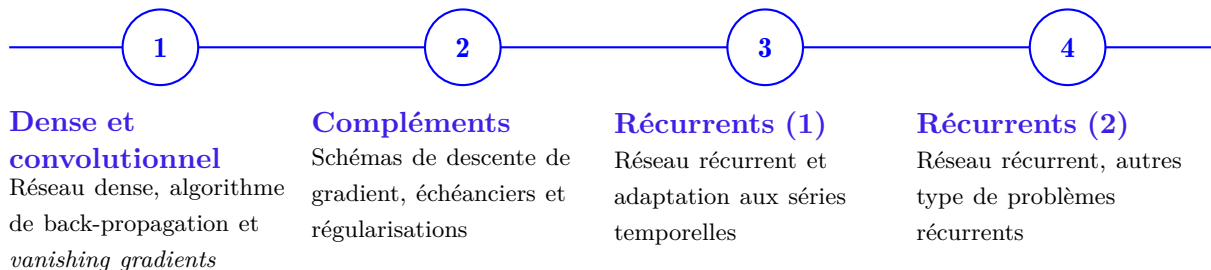 1
2
3
4
Dense et
convolutionnel
Réseau dense, algorithme
de back-propagation et
vanishing gradients
Compléments
Schémas de descente de
gradient, échéanciers et
régularisations
Récurrents (1)
Réseau récurrent et
adaptation aux séries
temporelles
Récurrents (2)
Réseau récurrent, autres
type de problèmes
récurrents